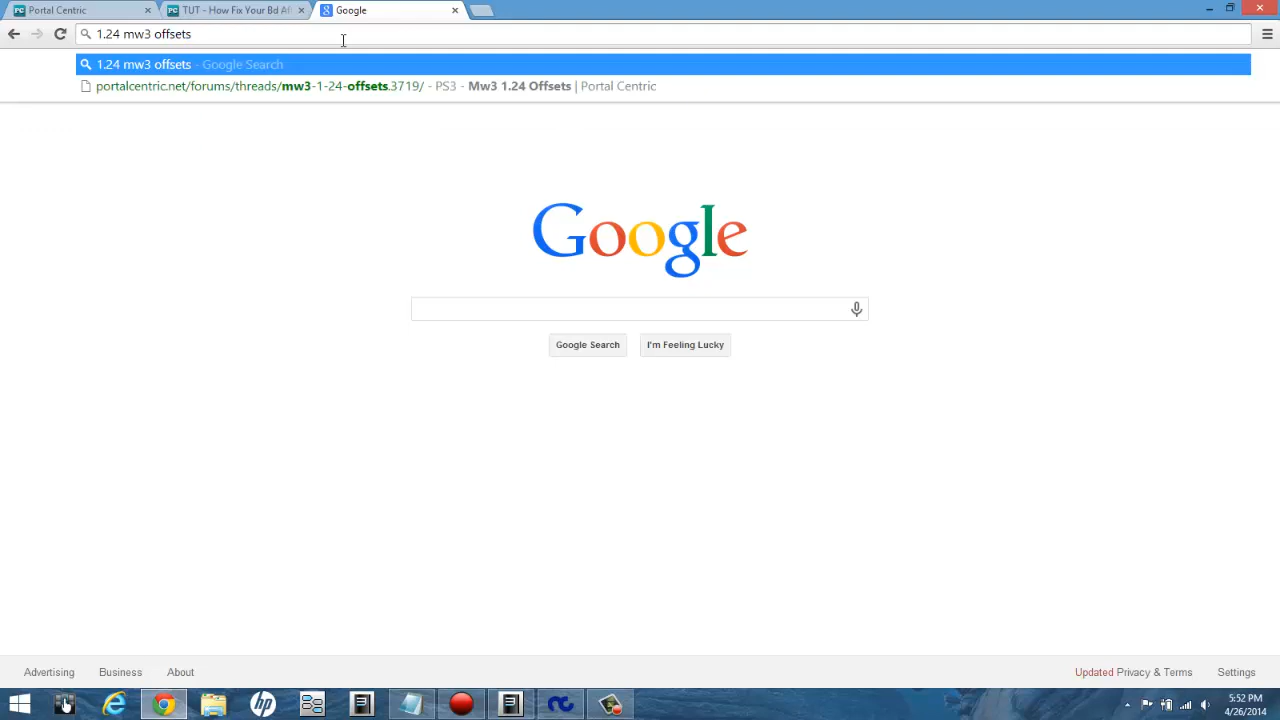 Portal Centric
TUT - How Fix Your Bd Af
Google
1.24 mw3 offsets
1.24 mw3 offsets - Google Search
portalcentric.net/forums/threads/mw3-1-24-offsets.3719/ - PS3 - Mw3 1.24 Offsets | Portal Centric
Google
Google Search
I'm Feeling Lucky
Advertising
Business
About
Updated Privacy & Terms
Settings
5:52 PM
4/26/2014